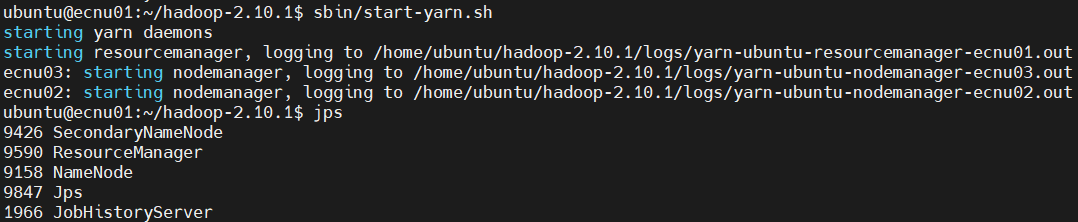 ubuntu@ecnu01:~/hadoop-2.10.1$ sbin/start-yarn.sh
starting yarn daemons
starting resourcemanager, logging to /home/ubuntu/hadoop-2.10.1/logs/yarn-ubuntu-resourcemanager-ecnu01.out
ecnu03: starting nodemanager, logging to /home/ubuntu/hadoop-2.10.1/logs/yarn-ubuntu-nodemanager-ecnu03.out
ecnu02: starting nodemanager, logging to /home/ubuntu/hadoop-2.10.1/logs/yarn-ubuntu-nodemanager-ecnu02.out
ubuntu@ecnu01:~/hadoop-2.10.1$ jps
9426 SecondaryNameNode
9590 ResourceManager
9158 NameNode
9847 Jps
1966 JobHistoryServer